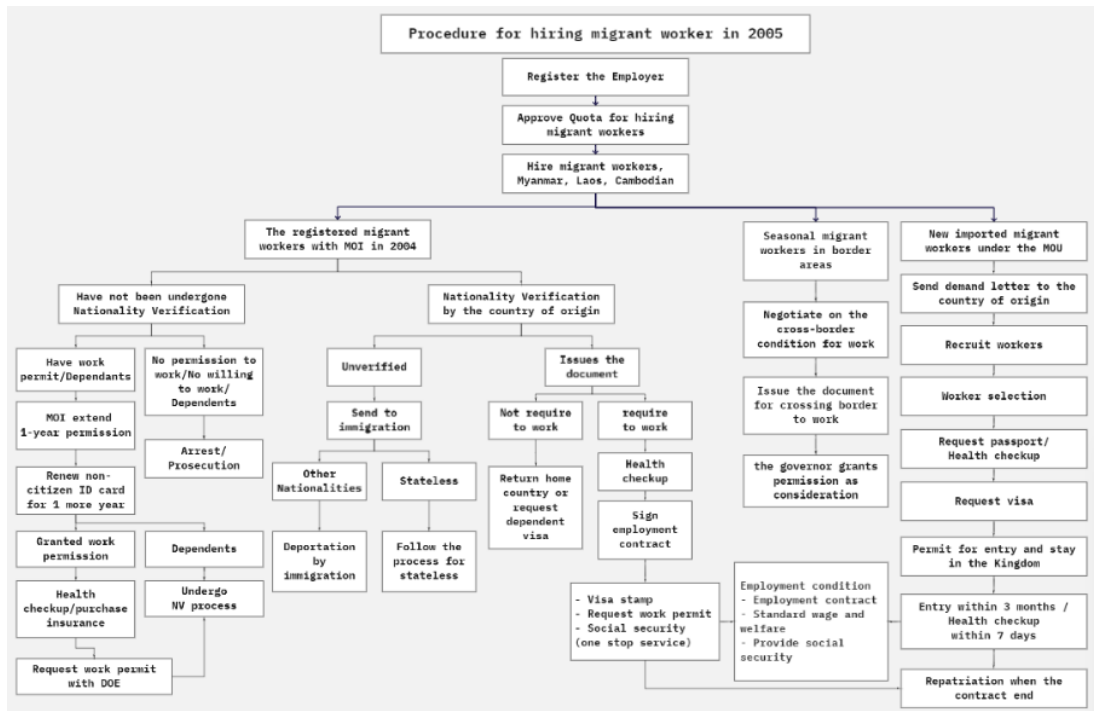 Procedure for hiring migrant worker in 2005
Register the Employer
Approve Quota for hiring
migrant workers
Hire migrant workers,
Myanmar, Laos, Cambodian
The registered migrant
workers with MOI in 2004
Have not been undergone
Nationality Verification
Have work
permit/Dependants
MOI extend
1-year permission
Renew non-
citizen ID card
for 1 more year
Granted work
permission
Health
checkup/purchase
insurance
Request work permit
with DOE
Dependents
Undergo
NV process
No permission to
work/No willing
to work/
Dependents
Arrest/
Prosecution
Nationality Verification
by the country of origin
Unverified
Send to
immigration
Other
Nationalities
Deportation
by
immigration
Stateless
Follow the
process for
stateless
Issues the
document
Not require
to work
Return home
country or
request
dependent
visa
require
to work
Health
checkup
Sign
employment
contract
- Visa stamp
- Request work permit
- Social security
(one stop service)
Employment condition
- Employment contract
- Standard wage and
welfare
- Provide social
security
Seasonal migrant
workers in border
areas
Negotiate on the
cross-border
condition for work
Issue the document
for crossing border
to work
the governor grants
permission as
consideration
New imported migrant
workers under the MOU
Send demand letter to the
country of origin
Recruit workers
Worker selection
Request passport/
Health checkup
Request visa
Permit for entry and stay
in the Kingdom
Entry within 3 months /
Health checkup
within 7 days
Repatriation when the
contract end